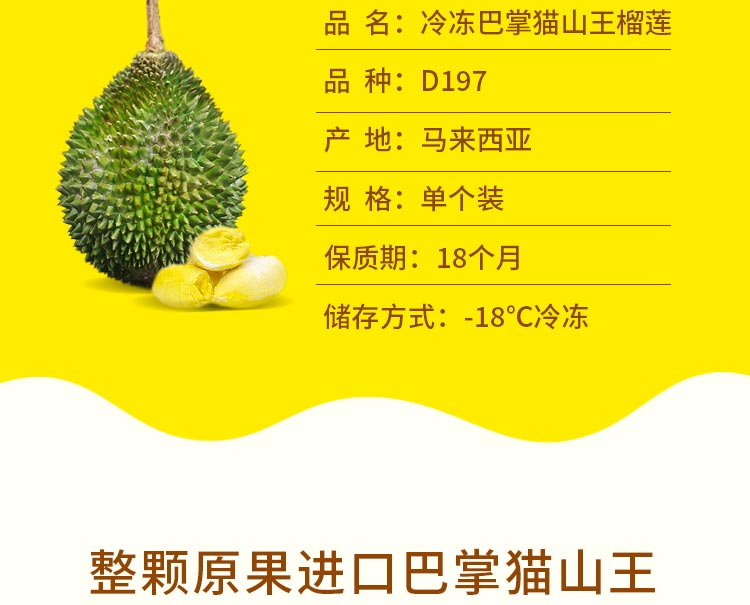 品 名：冷冻巴掌猫山王榴莲
品 种：D197
产 地：马来西亚
规 格：单个装
保质期：18个月
储存方式：-18°C冷冻
整颗原果进口巴掌猫山王